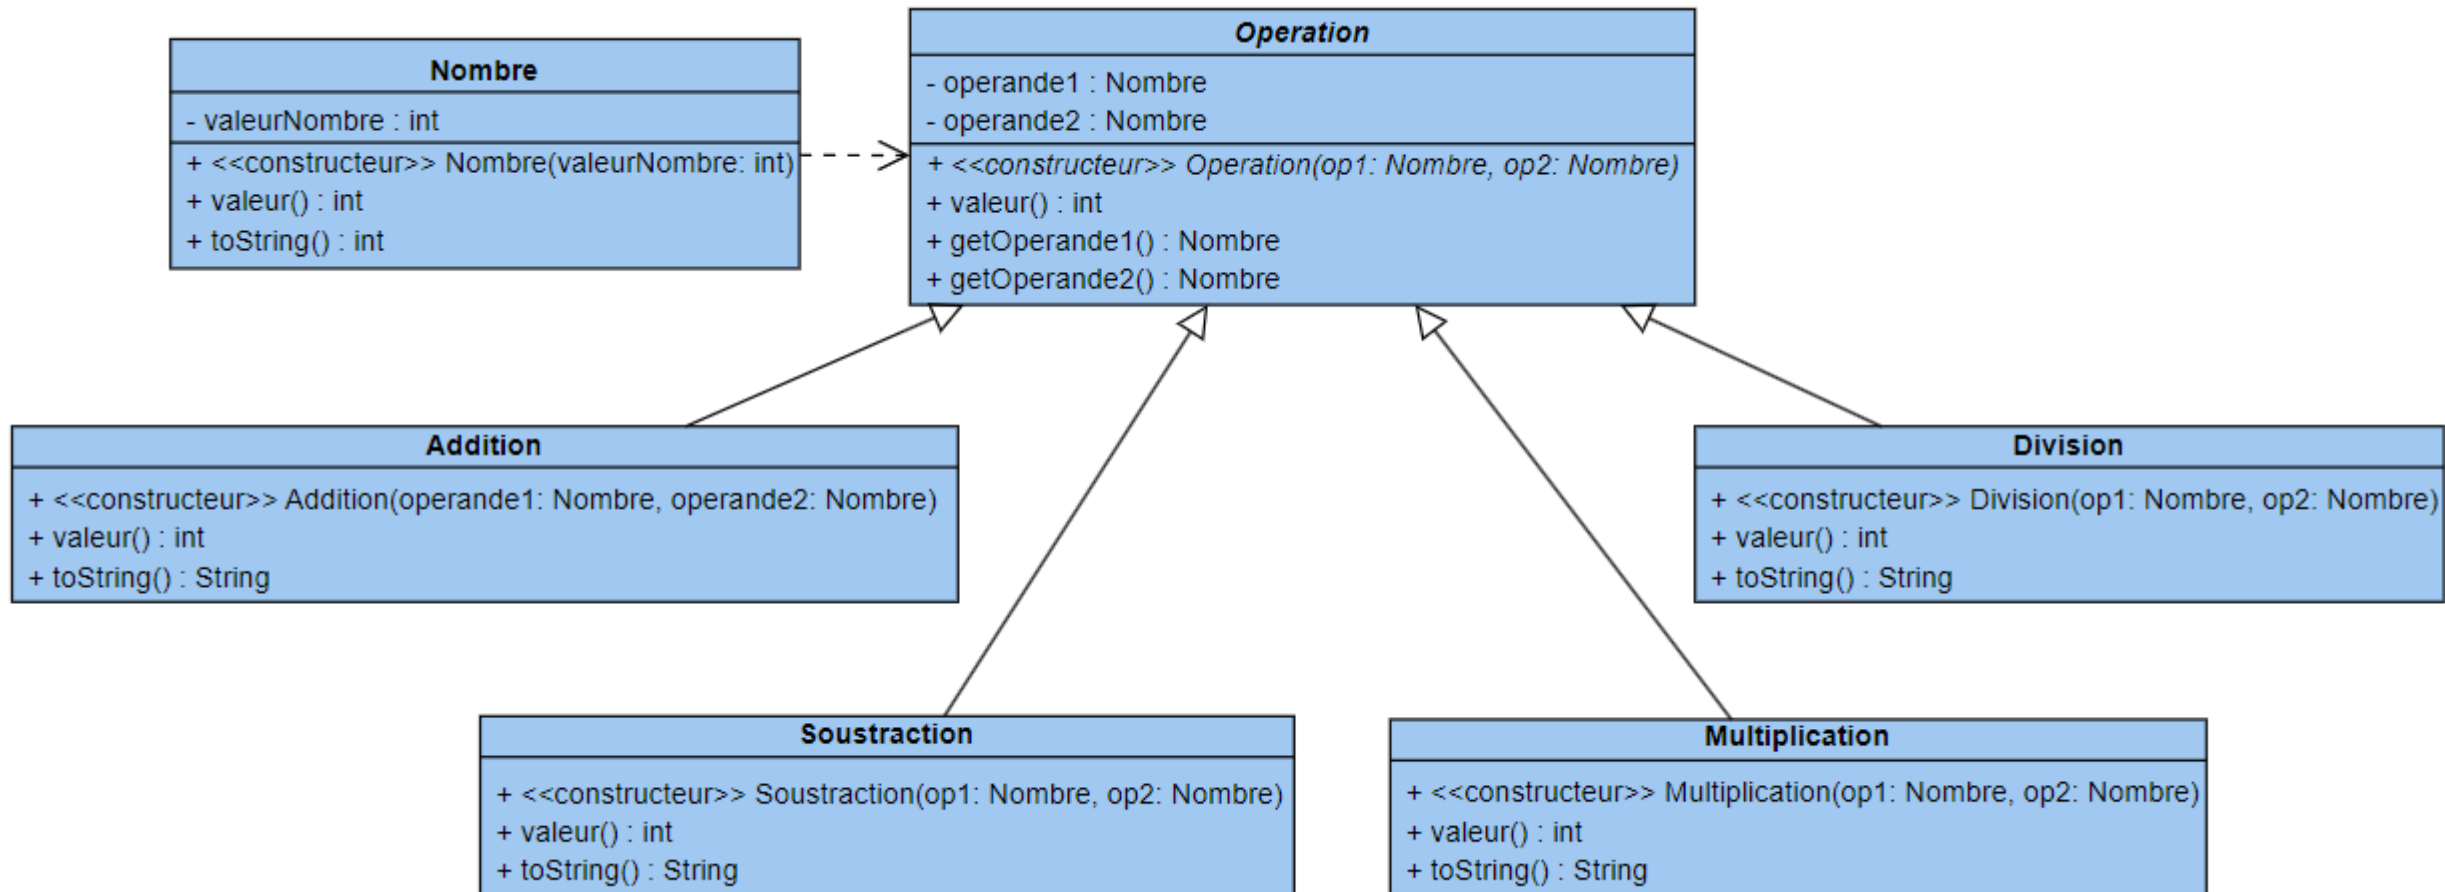 Nombre
- valeurNombre : int
+ <<constructeur>> Nombre(valeurNombre: int)
+ valeur() : int
+ toString() : int
Operation
- operande1 : Nombre
- operande2 : Nombre
+ <<constructeur>> Operation(op1: Nombre, op2: Nombre)
+ valeur() : int
+ getOperande1() : Nombre
+ getOperande2() : Nombre
Addition
+ <<constructeur>> Addition(operande1: Nombre, operande2: Nombre)
+ valeur() : int
+ toString() : String
Division
+ <<constructeur>> Division(op1: Nombre, op2: Nombre)
+ valeur() : int
+ toString() : String
Soustraction
+ <<constructeur>> Soustraction(op1: Nombre, op2: Nombre)
+ valeur() : int
+ toString() : String
Multiplication
+ <<constructeur>> Multiplication(op1: Nombre, op2: Nombre)
+ valeur() : int
+ toString() : String